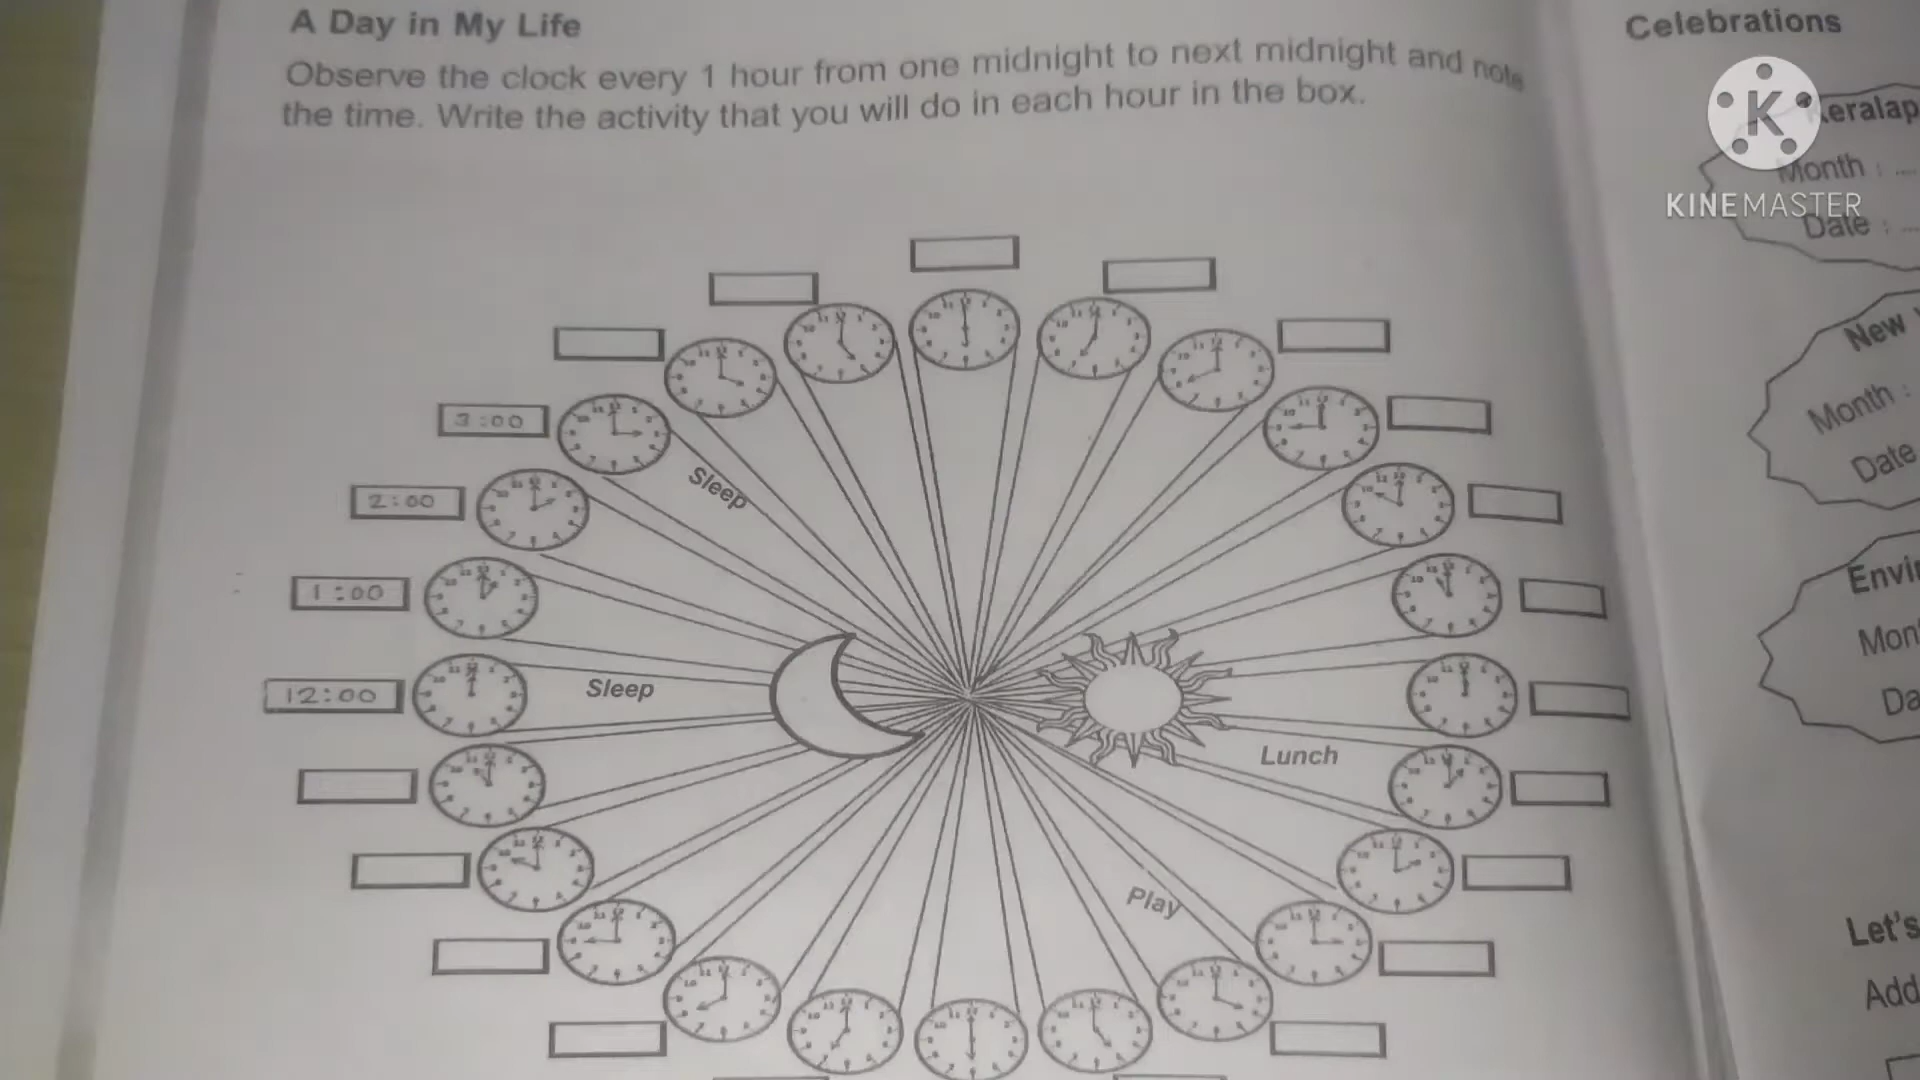 A Day in My Life
Observe the clock every 1 hour from one midnight to next midnight and note
the time. Write the activity that you will do in each hour in the box.
3:00
2:00
1:00
12:00
Sleep
Sleep
Lunch
Play
Celebrations
Keralap
Month : ....
Date : ...
New
Month :
Date
Envir
Mon
Da
Let's
Add
K
KINEMASTER